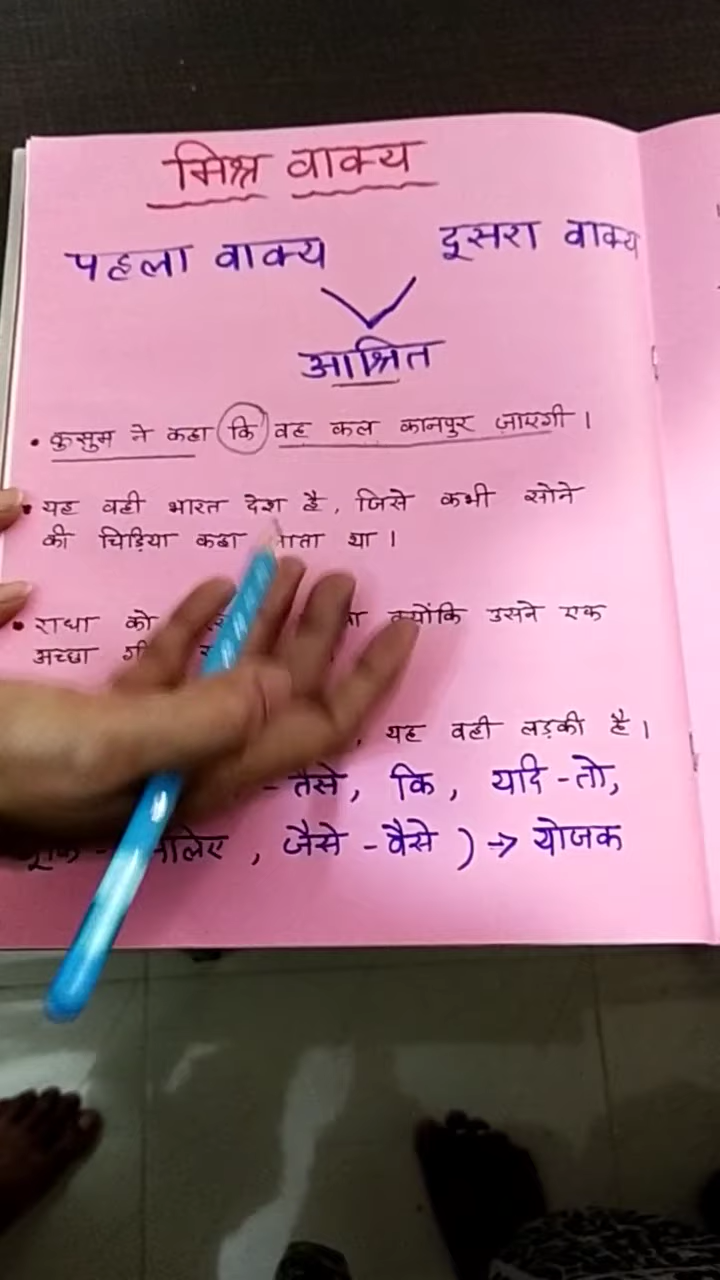 मिश्र वाक्य
पहला वाक्य दूसरा वाक्य
आश्रित
• कुसुम ने कहा कि वह कल कानपुर जाएगी ।
• यह वही भारत देश है, जिसे कभी सोने
की चिड़िया कहा जाता था ।
• राधा को क्योंकि उसने एक
अच्छा
, यह वही लड़की है ।
- तैसे, कि, यदि - तो,
, जैसे - वैसे ) → योजक